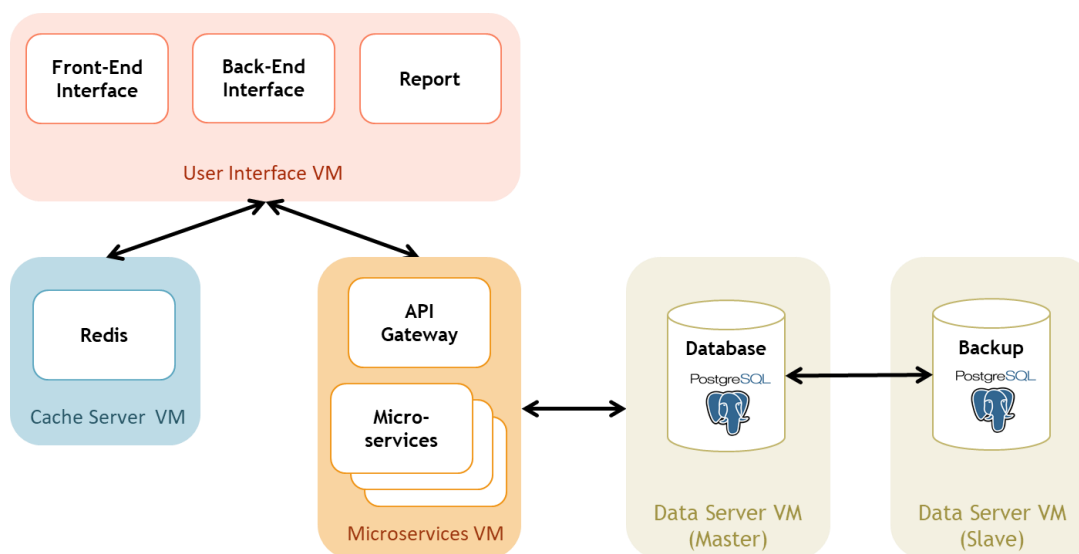 Front-End
Interface
Back-End
Interface
Report
User Interface VM
Redis
Cache Server VM
API
Gateway
Micro-
services
Microservices VM
Database
PostgreSQL
Data Server VM
(Master)
Backup
PostgreSQL
Data Server VM
(Slave)